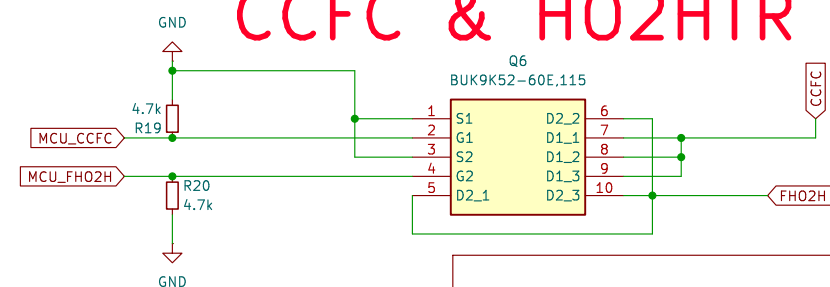 CCFC & HO2HTR
GND
Q6
BUK9K52-60E,115
CCFC
4.7k
R19
MCU_CCFC
MCU_FHO2H
R20
4.7k
GND
1 S1 D2_2 6
2 G1 D1_1 7
3 S2 D1_2 8
4 G2 D1_3 9
5 D2_1 D2_3 10
FHO2H